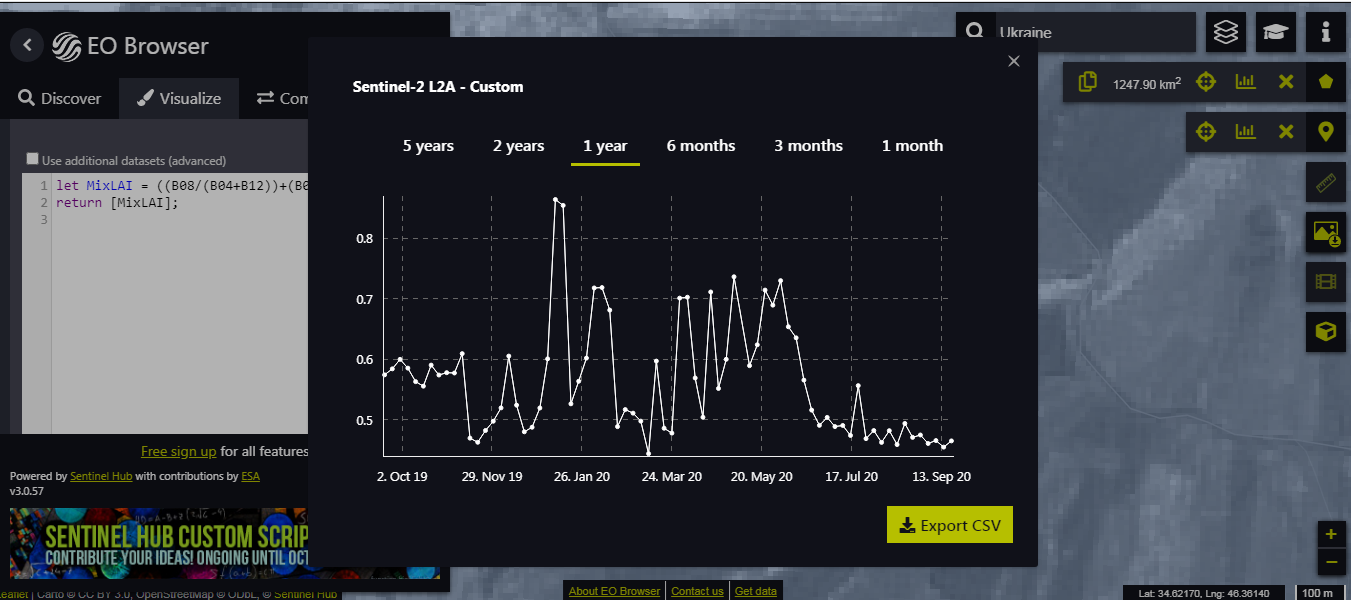 Ukraine
EO Browser
Discover
Visualize
Com
1247.90 km²
Sentinel-2 L2A - Custom
5 years 2 years 1 year 6 months 3 months 1 month
Use additional datasets (advanced)
1 let MixLAI = ((B08/(B04+B12))+(B0
2 return [MixLAI];
3
0.8
0.7
0.6
0.5
2. Oct 19 29. Nov 19 26. Jan 20 24. Mar 20 20. May 20 17. Jul 20 13. Sep 20
Export CSV
Free sign up for all features
Powered by Sentinel Hub with contributions by ESA
v3.0.57
SENTINEL HUB CUSTOM SCRIP
CONTRIBUTE YOUR IDEAS! ONGOING UNTIL OCT
Leaflet | Carto © CC BY 3.0, OpenStreetMap © ODbL, © Sentinel Hub
About EO Browser Contact us Get data
Lat: 34.62170, Lng: 46.36140
100 m